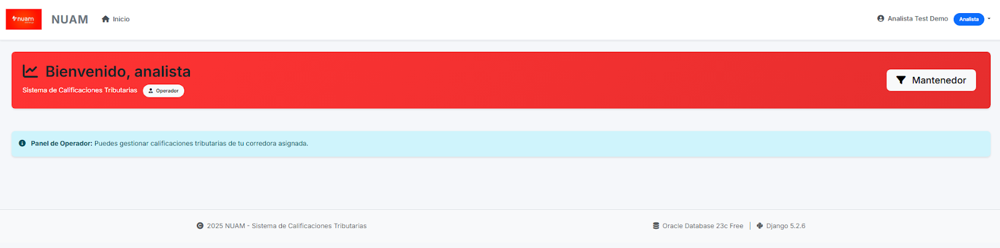 nuam
NUAM
Inicio
Analista Test Demo
Analista
Bienvenido, analista
Sistema de Calificaciones Tributarias
Operador
Mantenedor
Panel de Operador: Puedes gestionar calificaciones tributarias de tu corredora asignada.
2025 NUAM - Sistema de Calificaciones Tributarias
Oracle Database 23c Free | Django 5.2.6